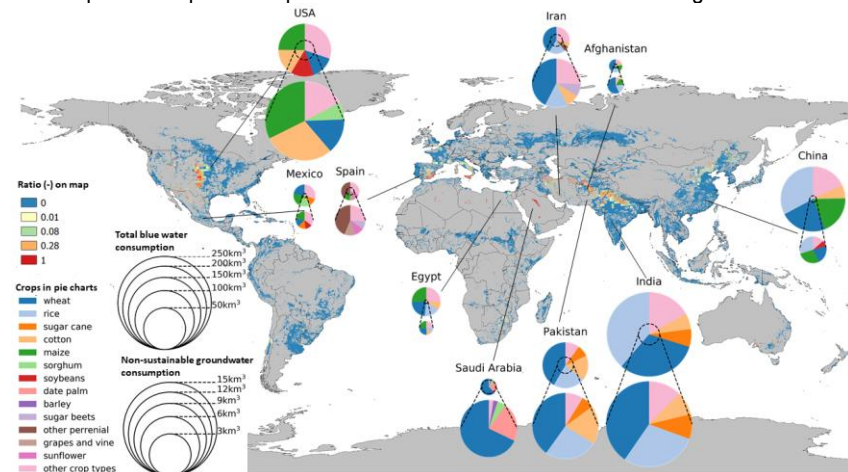 USA
Iran
Afghanistan
Mexico
Spain
China
Ratio (-) on map
0
0.01
0.08
0.28
1
Total blue water
consumption
250km³
200km³
150km³
100km³
50km³
Egypt
India
Pakistan
Saudi Arabia
Crops in pie charts
wheat
rice
sugar cane
cotton
maize
sorghum
soybeans
date palm
barley
sugar beets
other perrenial
grapes and vine
sunflower
other crop types
Non-sustainable groundwater
consumption
15km³
12km³
9km³
6km³
3km³